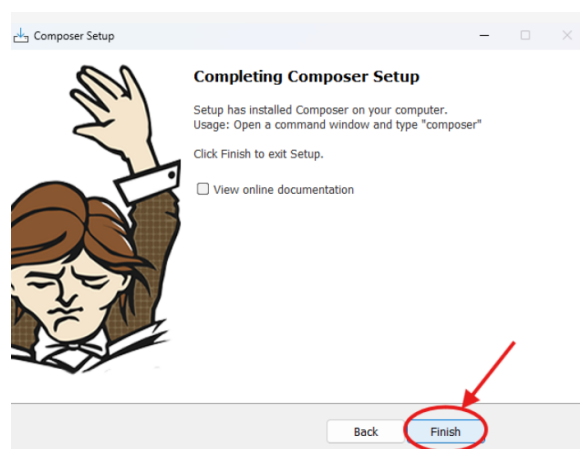 Composer Setup
Completing Composer Setup
Setup has installed Composer on your computer.
Usage: Open a command window and type "composer"
Click Finish to exit Setup.
View online documentation
Back
Finish